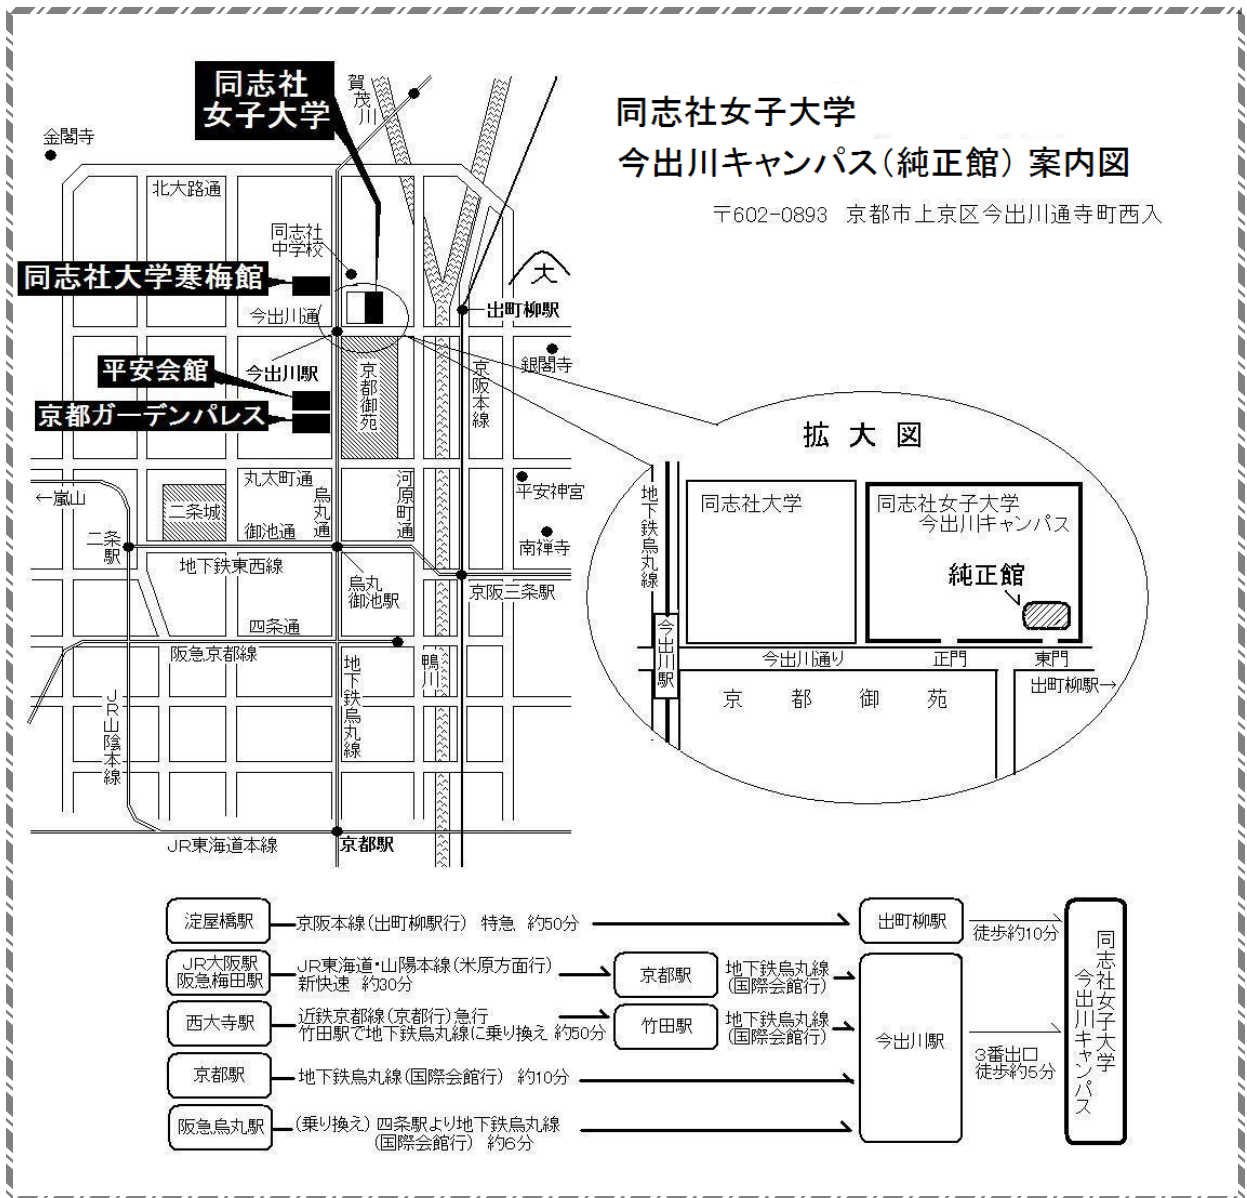 同志社女子大学
今出川キャンパス(純正館) 案内図
〒602-0893 京都市上京区今出川通寺町西入
同志社
女子大学
賀茂川
金閣寺
北大路通
同志社
中学校
同志社大学寒梅館
今出川通
大
出町柳駅
今出川駅
平安会館
京都ガーデンパレス
京都御苑
京阪本線
銀閣寺
丸太町通
烏丸通
河原町通
平安神宮
←嵐山
二条城
御池通
二条駅
南禅寺
地下鉄東西線
烏丸
御池駅
京阪三条駅
四条通
阪急京都線
地下鉄烏丸線
鴨川
JR山陰本線
JR東海道本線
京都駅
拡大図
地下鉄烏丸線
同志社大学
同志社女子大学
今出川キャンパス
純正館
今出川駅
今出川通り
正門
東門
出町柳駅→
京都御苑
淀屋橋駅
京阪本線(出町柳駅行) 特急 約50分
出町柳駅
徒歩約10分
JR大阪駅
阪急梅田駅
JR東海道・山陽本線(米原方面行)
新快速 約30分
京都駅
地下鉄烏丸線
(国際会館行)
西大寺駅
近鉄京都線(京都行)急行
竹田駅で地下鉄烏丸線に乗り換え 約50分
竹田駅
地下鉄烏丸線
(国際会館行)
京都駅
地下鉄烏丸線(国際会館行) 約10分
阪急烏丸駅
(乗り換え) 四条駅より地下鉄烏丸線
(国際会館行) 約6分
今出川駅
3番出口
徒歩約5分
同志社女子大学
今出川キャンパス